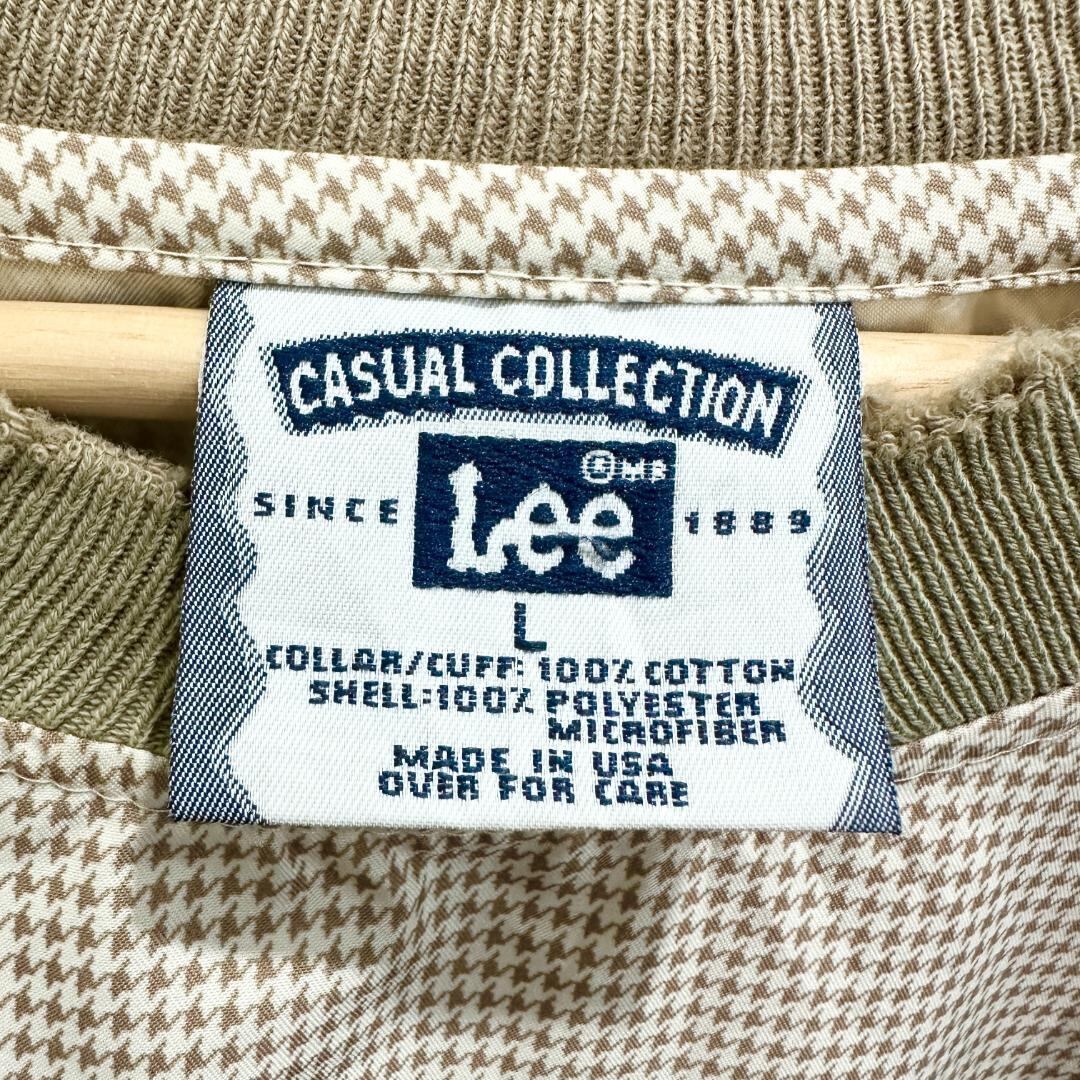 CASUAL COLLECTION
® MR
SINCE Lee 1889
L
COLLAR/CUFF: 100% COTTON
SHELL:100% POLYESTER
MICROFIBER
MADE IN USA
OVER FOR CARE